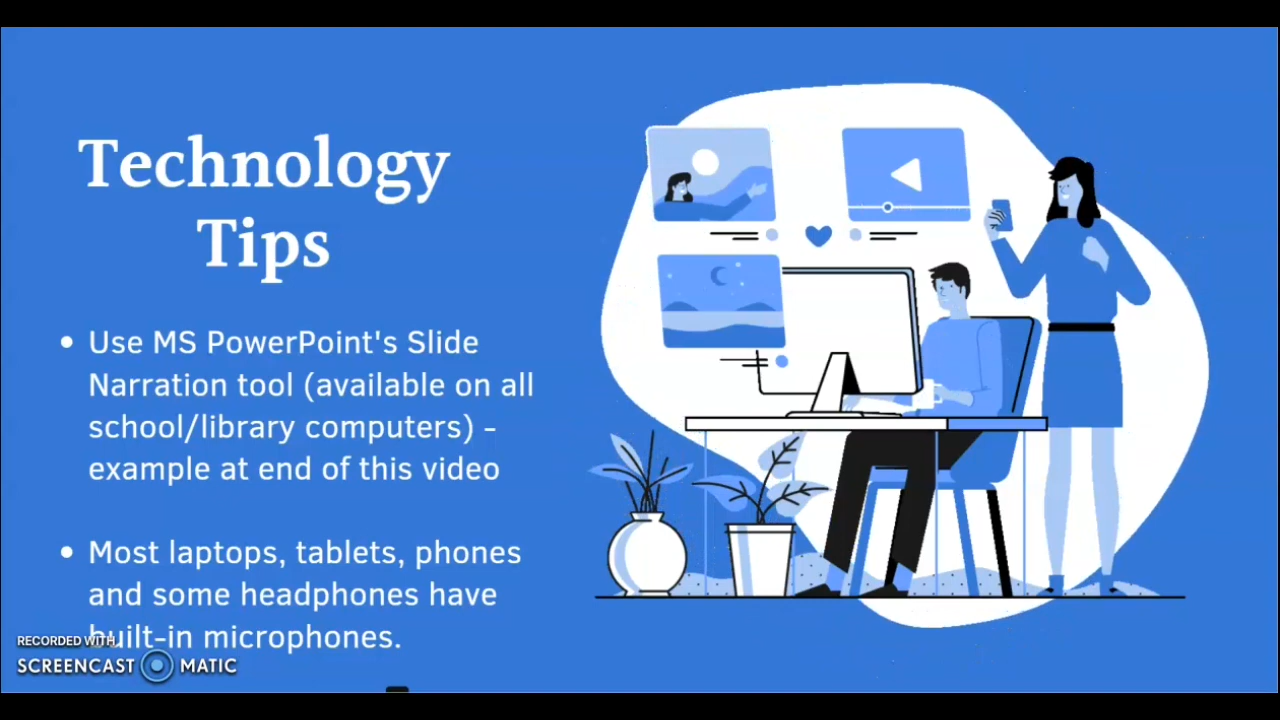 Technology
Tips
• Use MS PowerPoint's Slide
Narration tool (available on all
school/library computers) -
example at end of this video
• Most laptops, tablets, phones
and some headphones have
built-in microphones.
RECORDED WITH
SCREENCAST MATIC